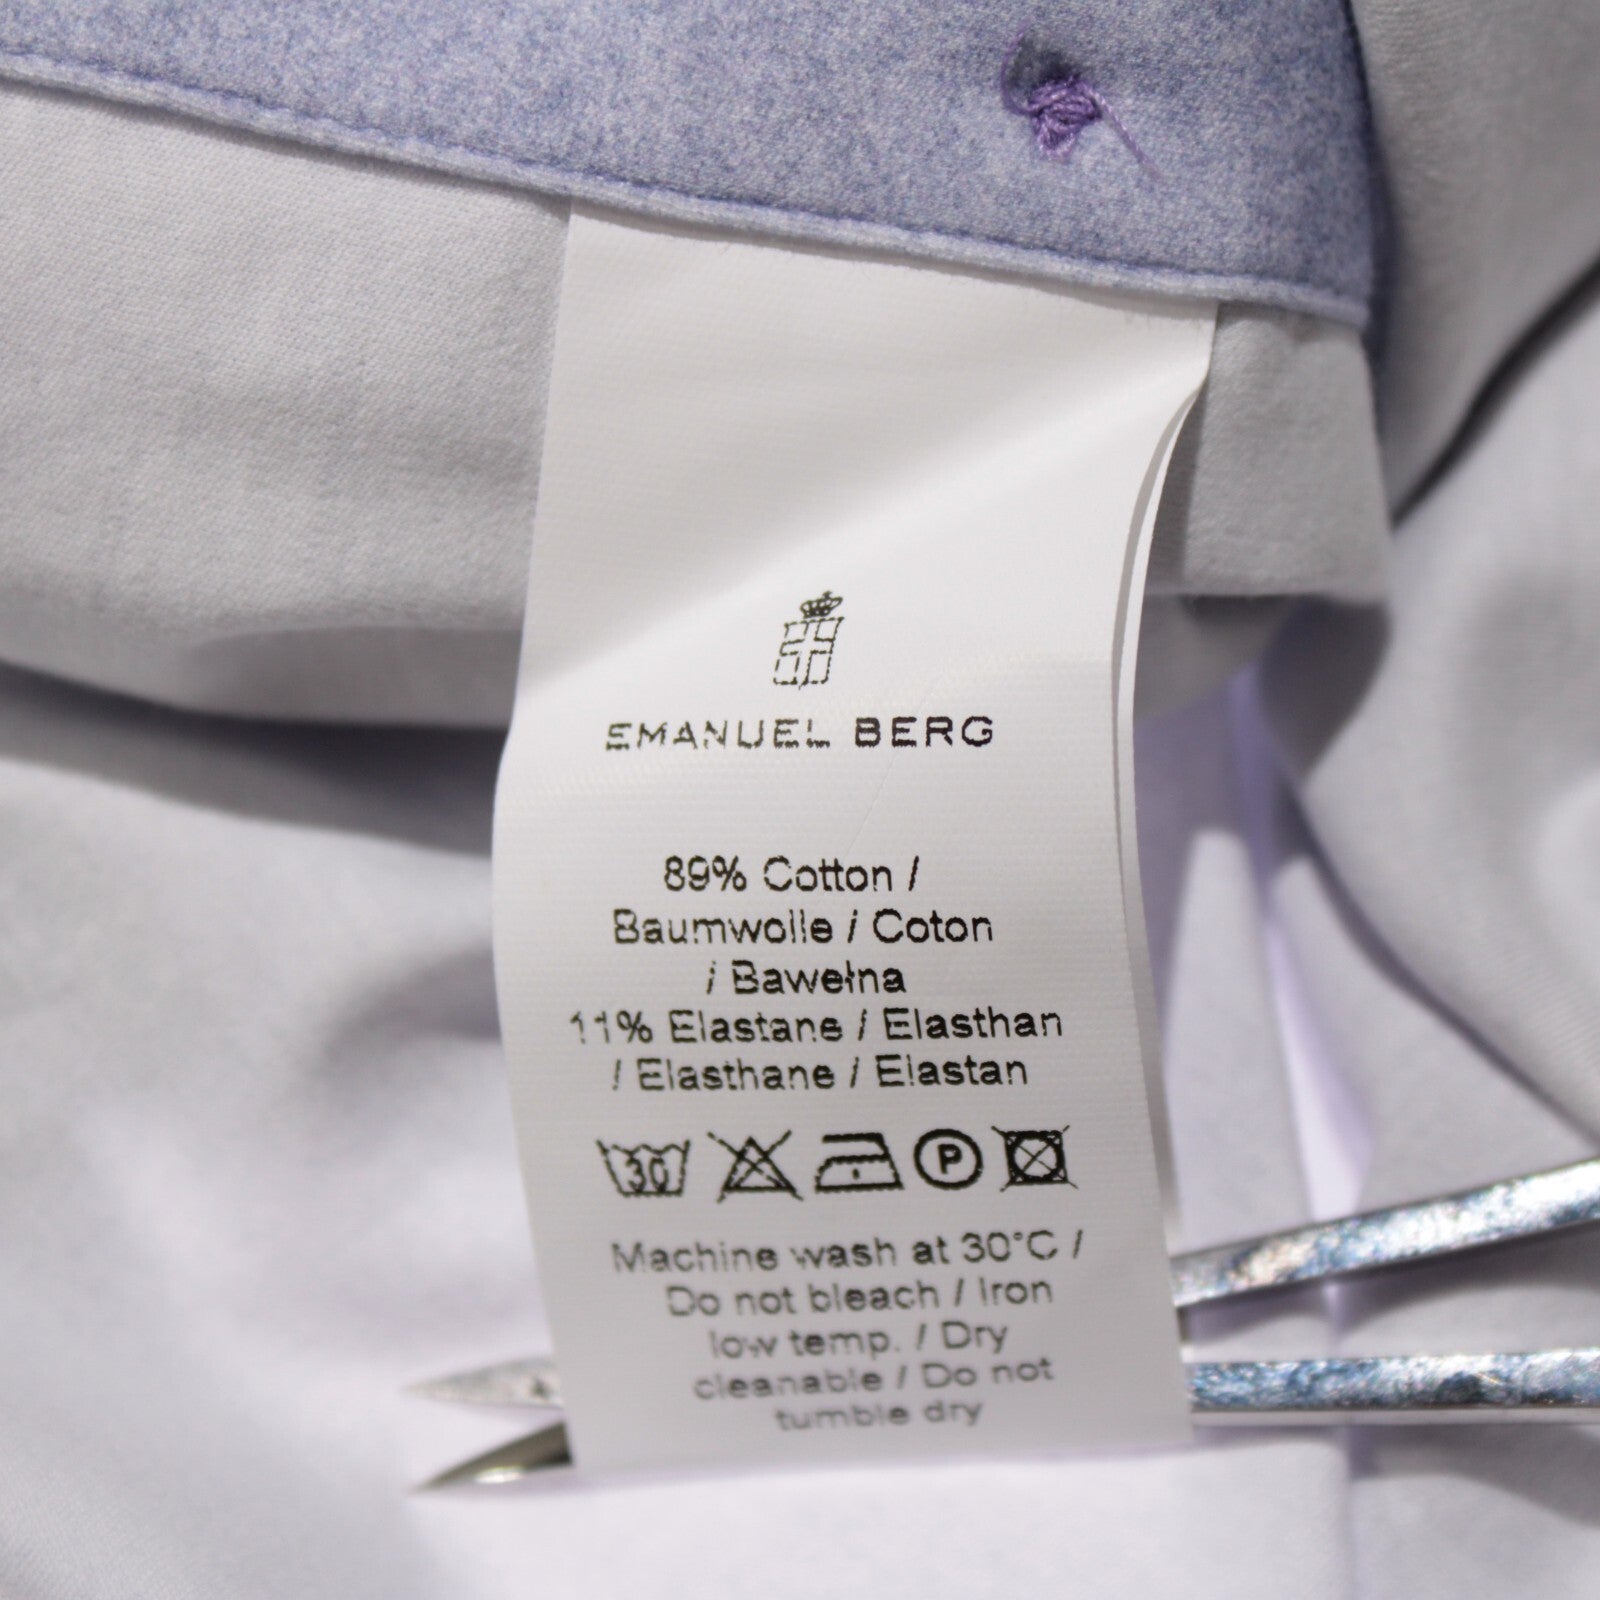 EMANUEL BERG
89% Cotton /
Baumwolle / Coton
/ Bawełna
11% Elastane / Elasthan
/ Elasthane / Elastan
30 P
Machine wash at 30°C /
Do not bleach / Iron
low temp. / Dry
cleanable / Do not
tumble dry